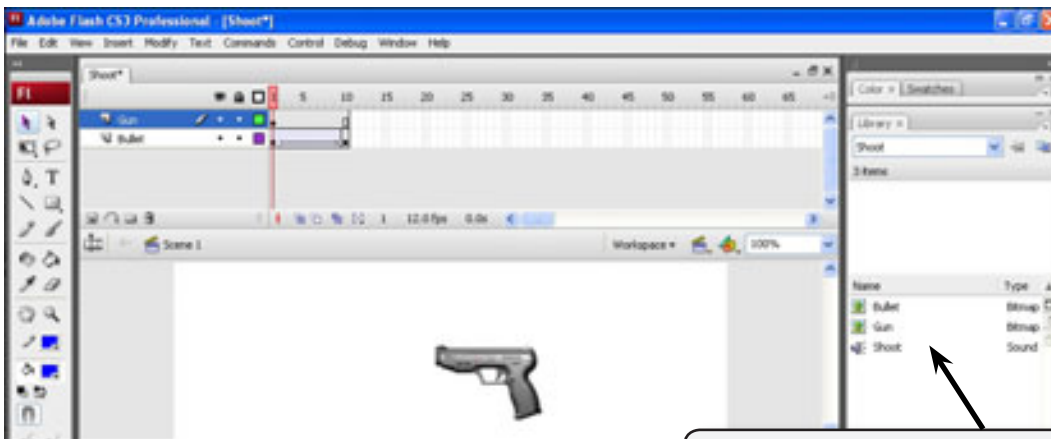 Adobe Flash CS3 Professional - [Shoot*]
File Edit View Insert Modify Text Commands Control Debug Window Help
Shoot*
5 10 15 20 25 30 35 40 45 50 55 60 65
Gun
Bullet
1 12.0 fps 0.0s
Scene 1
Workspace
100%
Fl
T
Color x Swatches
Library x
Shoot
3 items
Name Type
Bullet Bitmap
Gun Bitmap
Shoot Sound